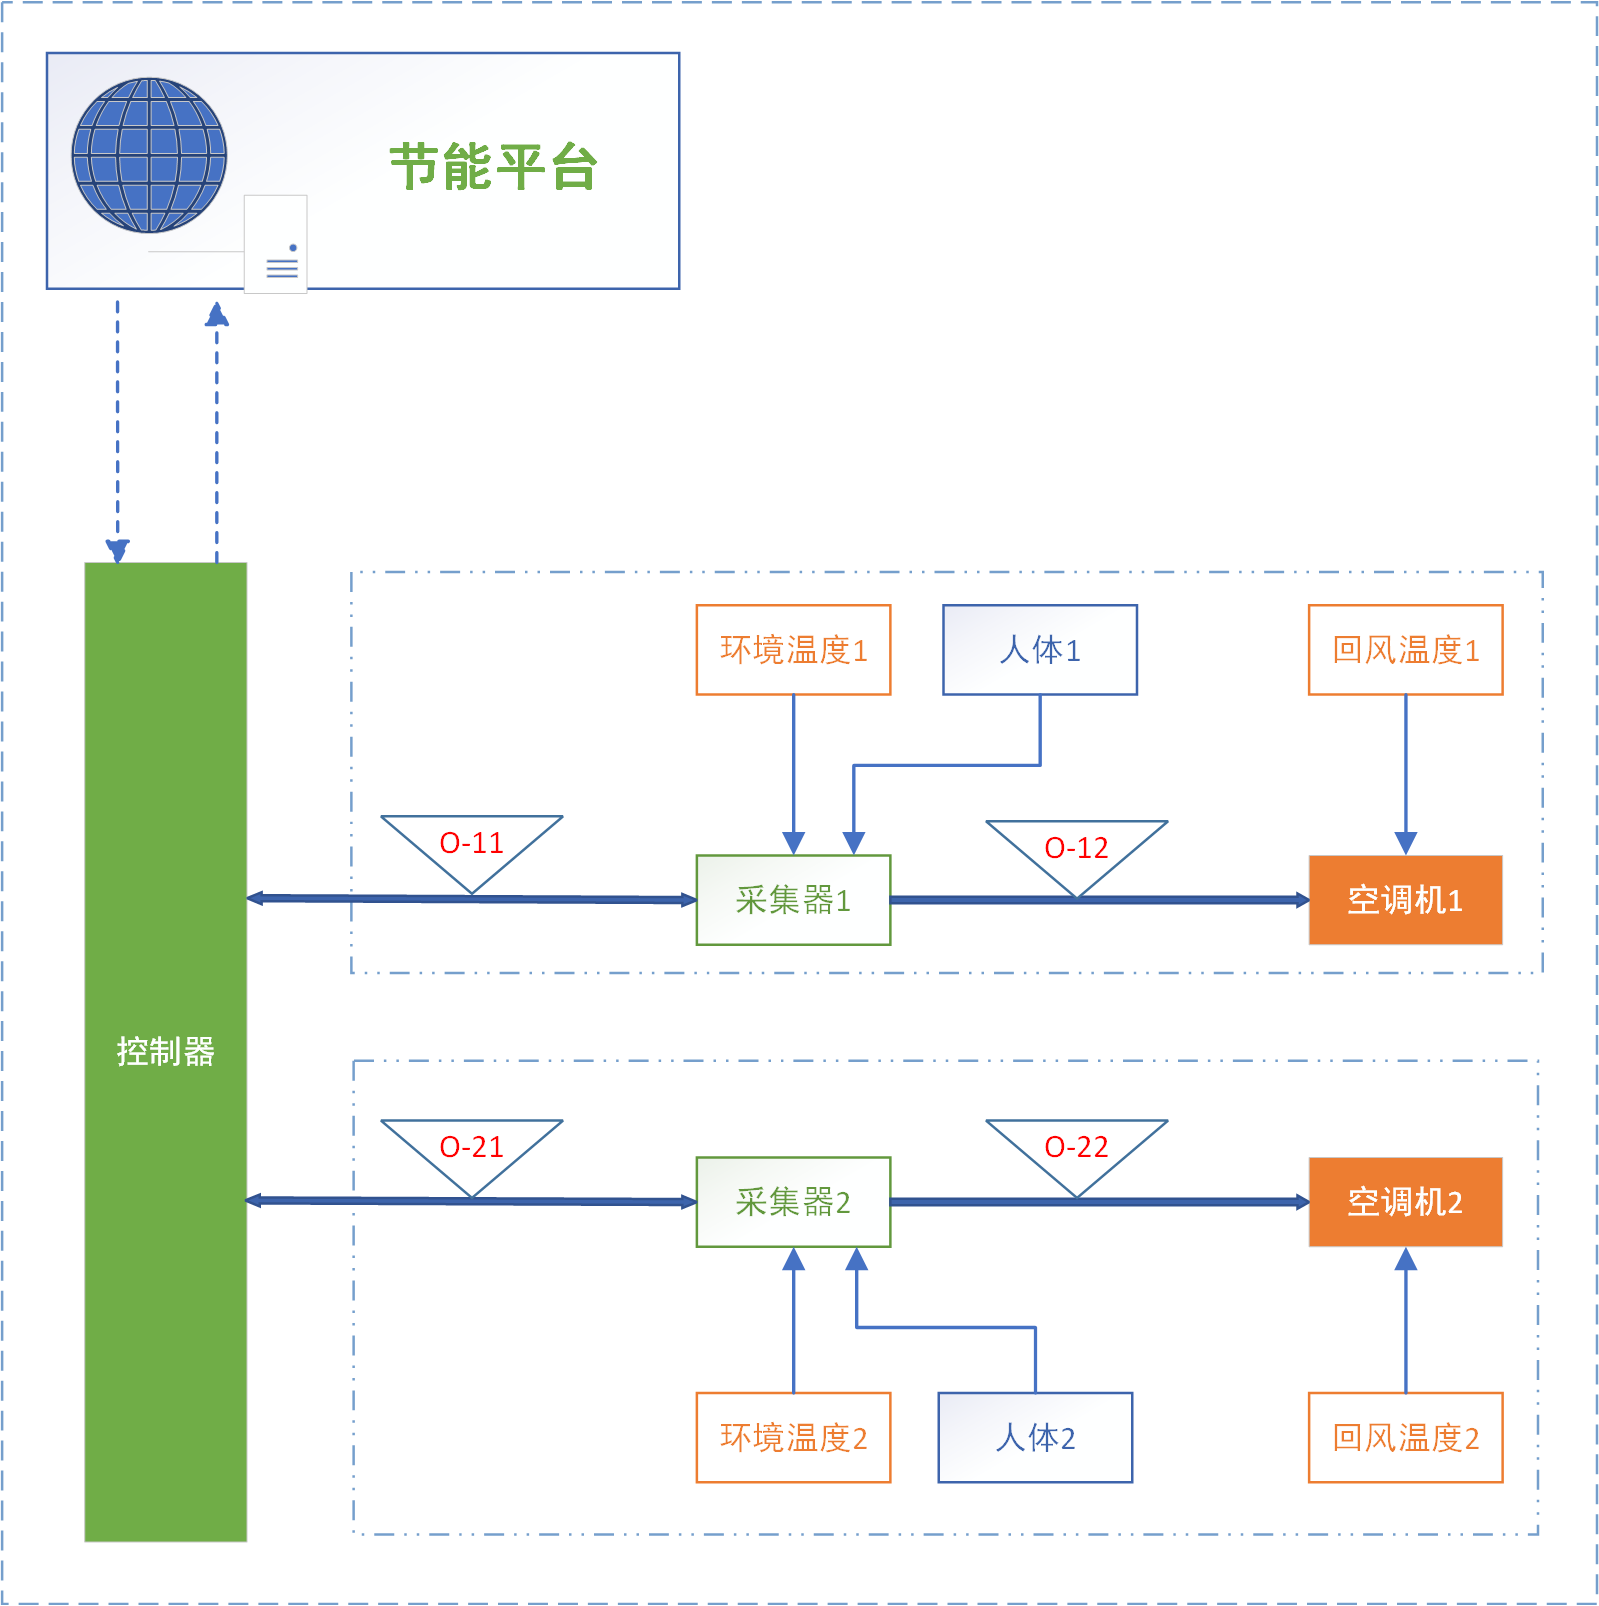 节能平台
环境温度1
人体1
回风温度1
O-11
O-12
采集器1
空调机1
控制器
O-21
O-22
采集器2
空调机2
环境温度2
人体2
回风温度2